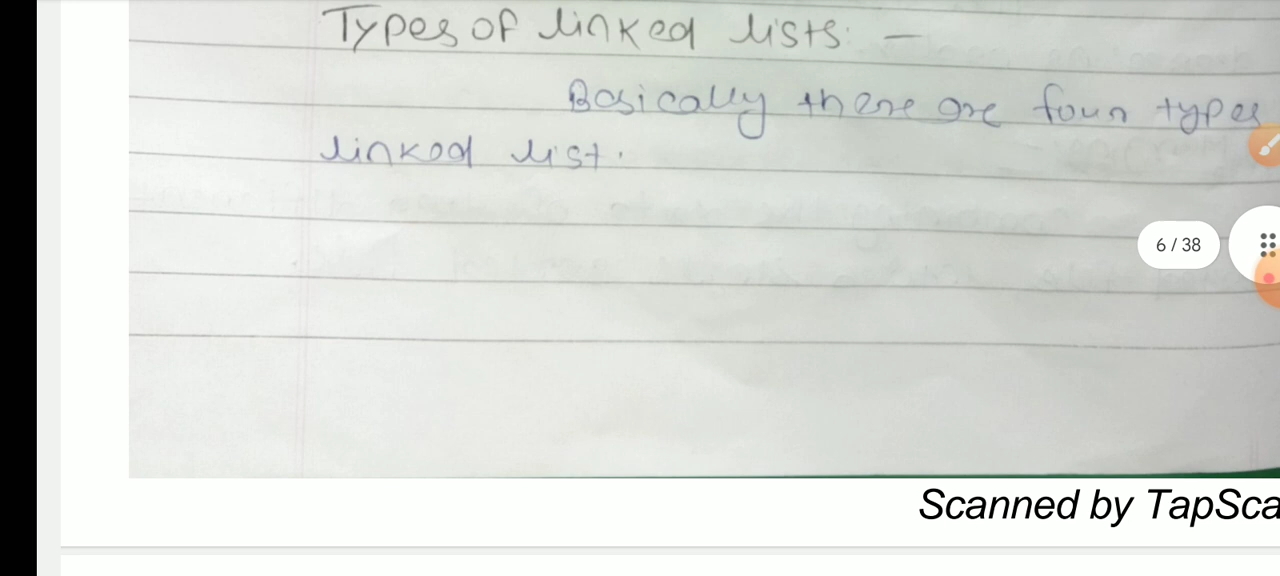 Types of linked lists: —
Basically there are four types
linked list.
6 / 38
Scanned by TapSca